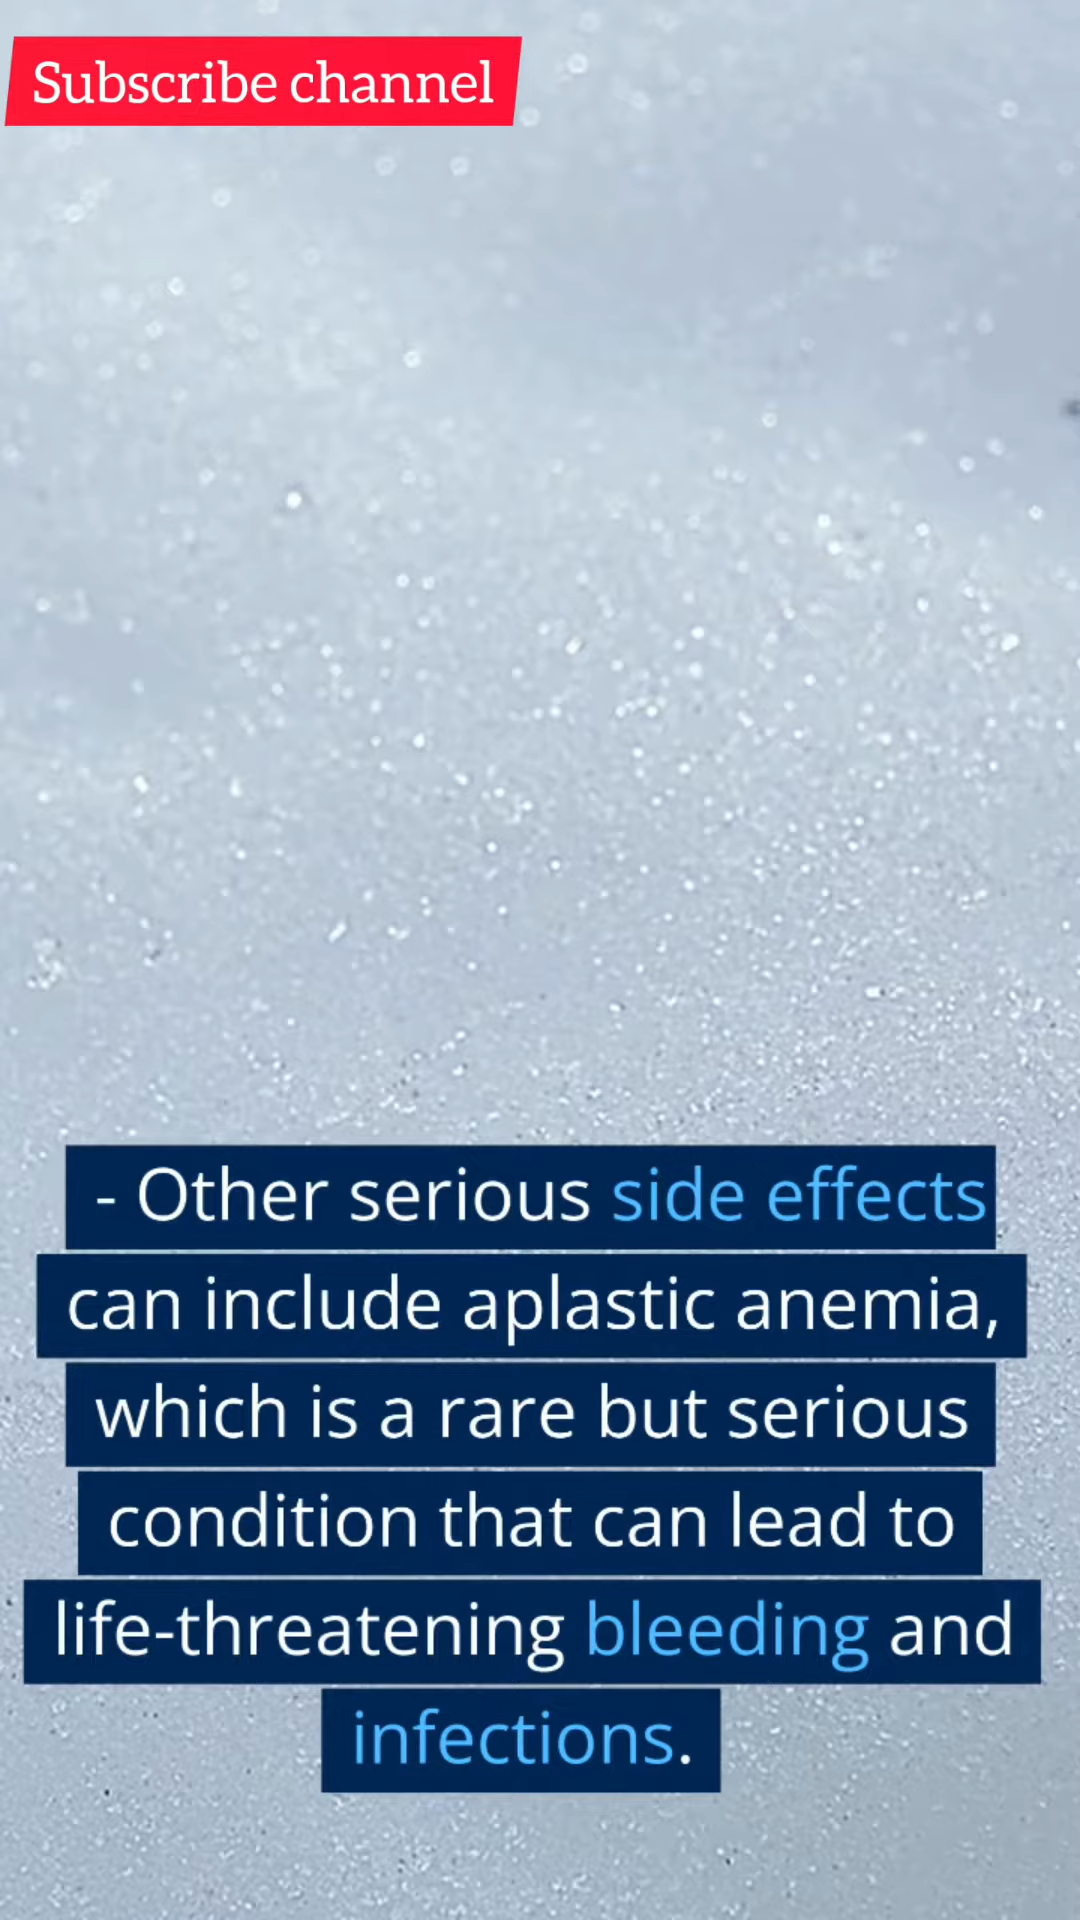 Subscribe channel
- Other serious side effects
can include aplastic anemia,
which is a rare but serious
condition that can lead to
life-threatening bleeding and
infections.